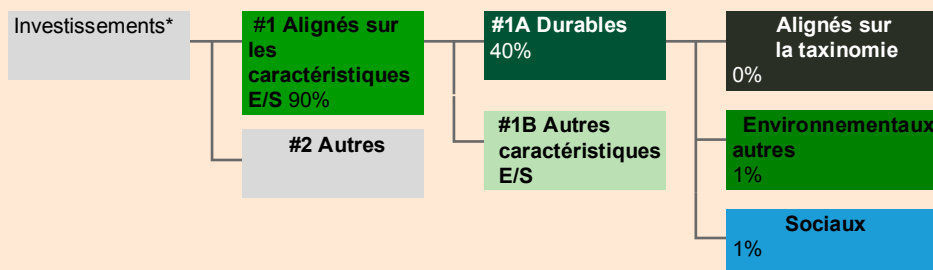 Investissements*
#1 Alignés sur
les
caractéristiques
E/S 90%
#2 Autres
#1A Durables
40%
#1B Autres
caractéristiques
E/S
Alignés sur
la taxinomie
0%
Environnementaux
autres
1%
Sociaux
1%